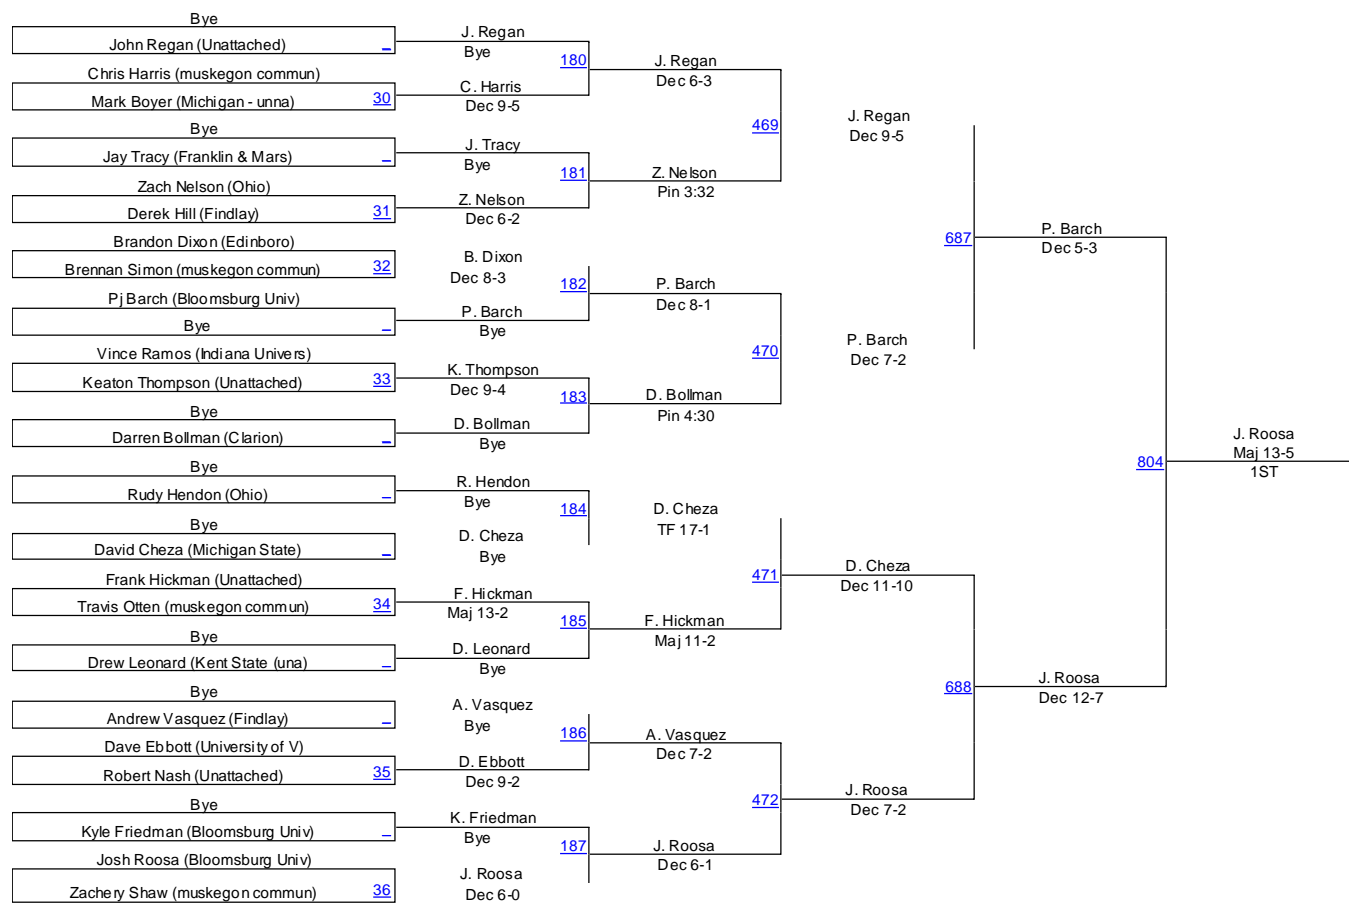 Bye
John Regan (Unattached)
Chris Harris (muskegon commun)
Mark Boyer (Michigan - unna) 30
Bye
Jay Tracy (Franklin & Mars)
Zach Nelson (Ohio)
Derek Hill (Findlay) 31
Brandon Dixon (Edinboro)
Brennan Simon (muskegon commun) 32
Pj Barch (Bloomsburg Univ)
Bye
Vince Ramos (Indiana Univers)
Keaton Thompson (Unattached) 33
Bye
Darren Bollman (Clarion)
Bye
Rudy Hendon (Ohio)
Bye
David Cheza (Michigan State)
Frank Hickman (Unattached)
Travis Otten (muskegon commun) 34
Bye
Drew Leonard (Kent State (una)
Bye
Andrew Vasquez (Findlay)
Dave Ebbott (University of V)
Robert Nash (Unattached) 35
Bye
Kyle Friedman (Bloomsburg Univ)
Josh Roosa (Bloomsburg Univ)
Zachery Shaw (muskegon commun) 36
J. Regan
Bye
180
C. Harris
Dec 9-5
J. Tracy
Bye
181
Z. Nelson
Dec 6-2
B. Dixon
Dec 8-3
182
P. Barch
Bye
K. Thompson
Dec 9-4
183
D. Bollman
Bye
R. Hendon
Bye
184
D. Cheza
Bye
F. Hickman
Maj 13-2
185
D. Leonard
Bye
A. Vasquez
Bye
186
D. Ebbott
Dec 9-2
K. Friedman
Bye
187
J. Roosa
Dec 6-0
J. Regan
Dec 6-3
469
Z. Nelson
Pin 3:32
P. Barch
Dec 8-1
470
D. Bollman
Pin 4:30
D. Cheza
TF 17-1
471
F. Hickman
Maj 11-2
A. Vasquez
Dec 7-2
472
J. Roosa
Dec 6-1
J. Regan
Dec 9-5
687
P. Barch
Dec 7-2
D. Cheza
Dec 11-10
688
J. Roosa
Dec 7-2
P. Barch
Dec 5-3
804
J. Roosa
Dec 12-7
J. Roosa
Maj 13-5
1ST